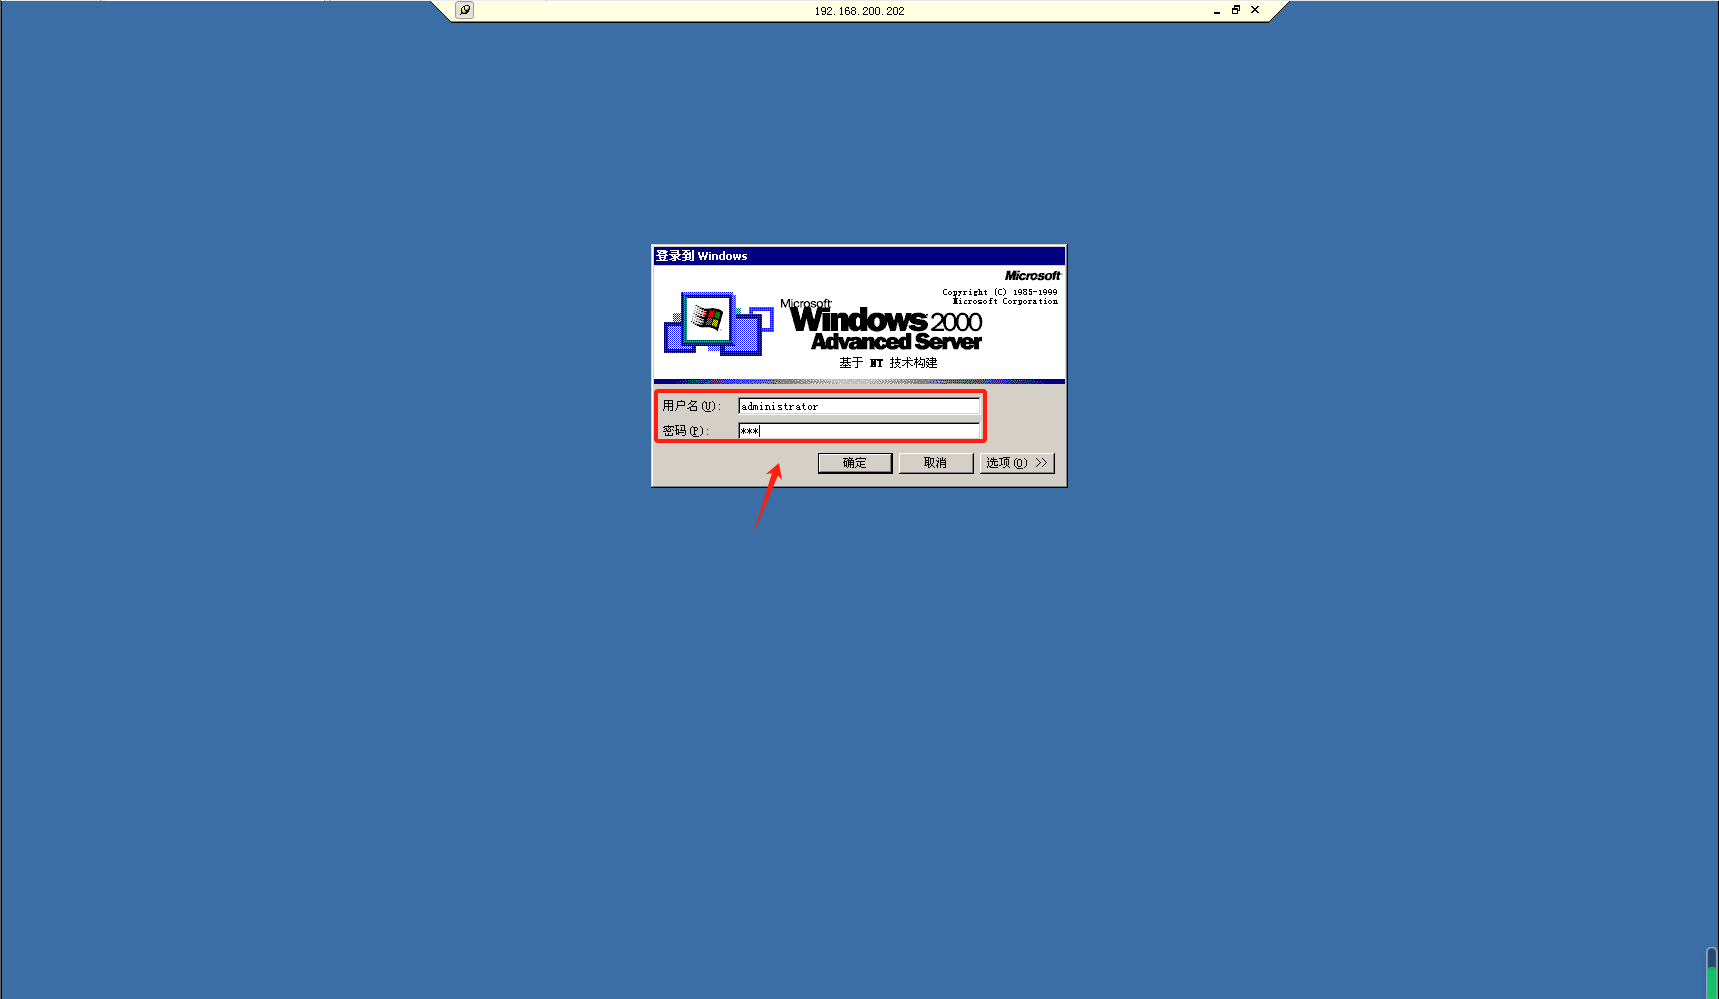 192.168.200.202
登录到 Windows
Microsoft
Copyright (C) 1985-1999
Microsoft Corporation
Microsoft
Windows 2000
Advanced Server
基于 NT 技术构建
用户名(U): administrator
密码(P): ***
确定 取消 选项(O) >>